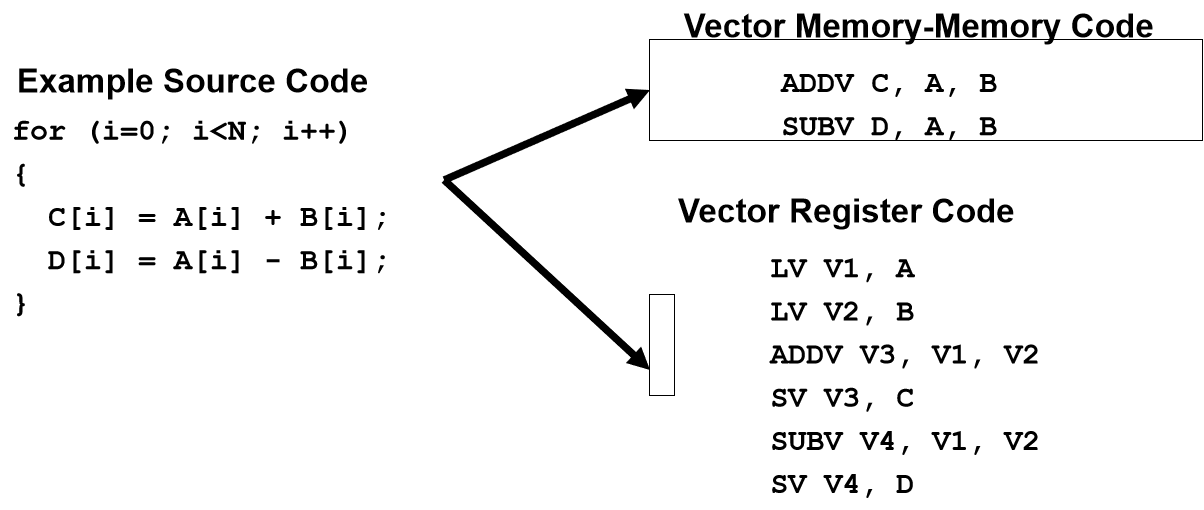 Example Source Code
for (i=0; i<N; i++)
{
  C[i] = A[i] + B[i];
  D[i] = A[i] - B[i];
}
Vector Memory-Memory Code
ADDV C, A, B
SUBV D, A, B
Vector Register Code
LV V1, A
LV V2, B
ADDV V3, V1, V2
SV V3, C
SUBV V4, V1, V2
SV V4, D